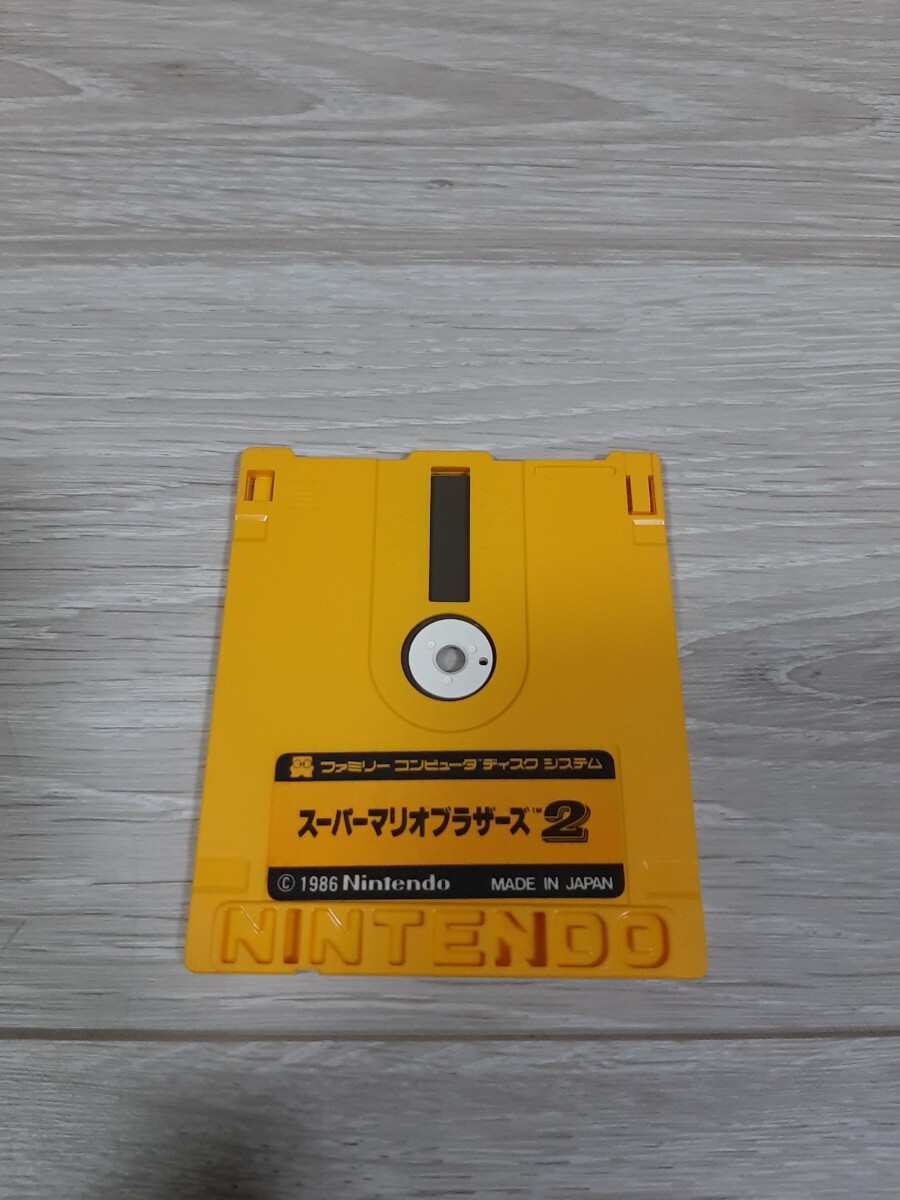 ファミリー コンピュータ ディスク システム
スーパーマリオブラザーズ™2
© 1986 Nintendo MADE IN JAPAN
NINTENDO